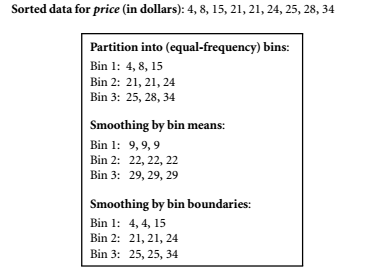 Sorted data for price (in dollars): 4, 8, 15, 21, 21, 24, 25, 28, 34
Partition into (equal-frequency) bins:
Bin 1: 4, 8, 15
Bin 2: 21, 21, 24
Bin 3: 25, 28, 34
Smoothing by bin means:
Bin 1: 9, 9, 9
Bin 2: 22, 22, 22
Bin 3: 29, 29, 29
Smoothing by bin boundaries:
Bin 1: 4, 4, 15
Bin 2: 21, 21, 24
Bin 3: 25, 25, 34